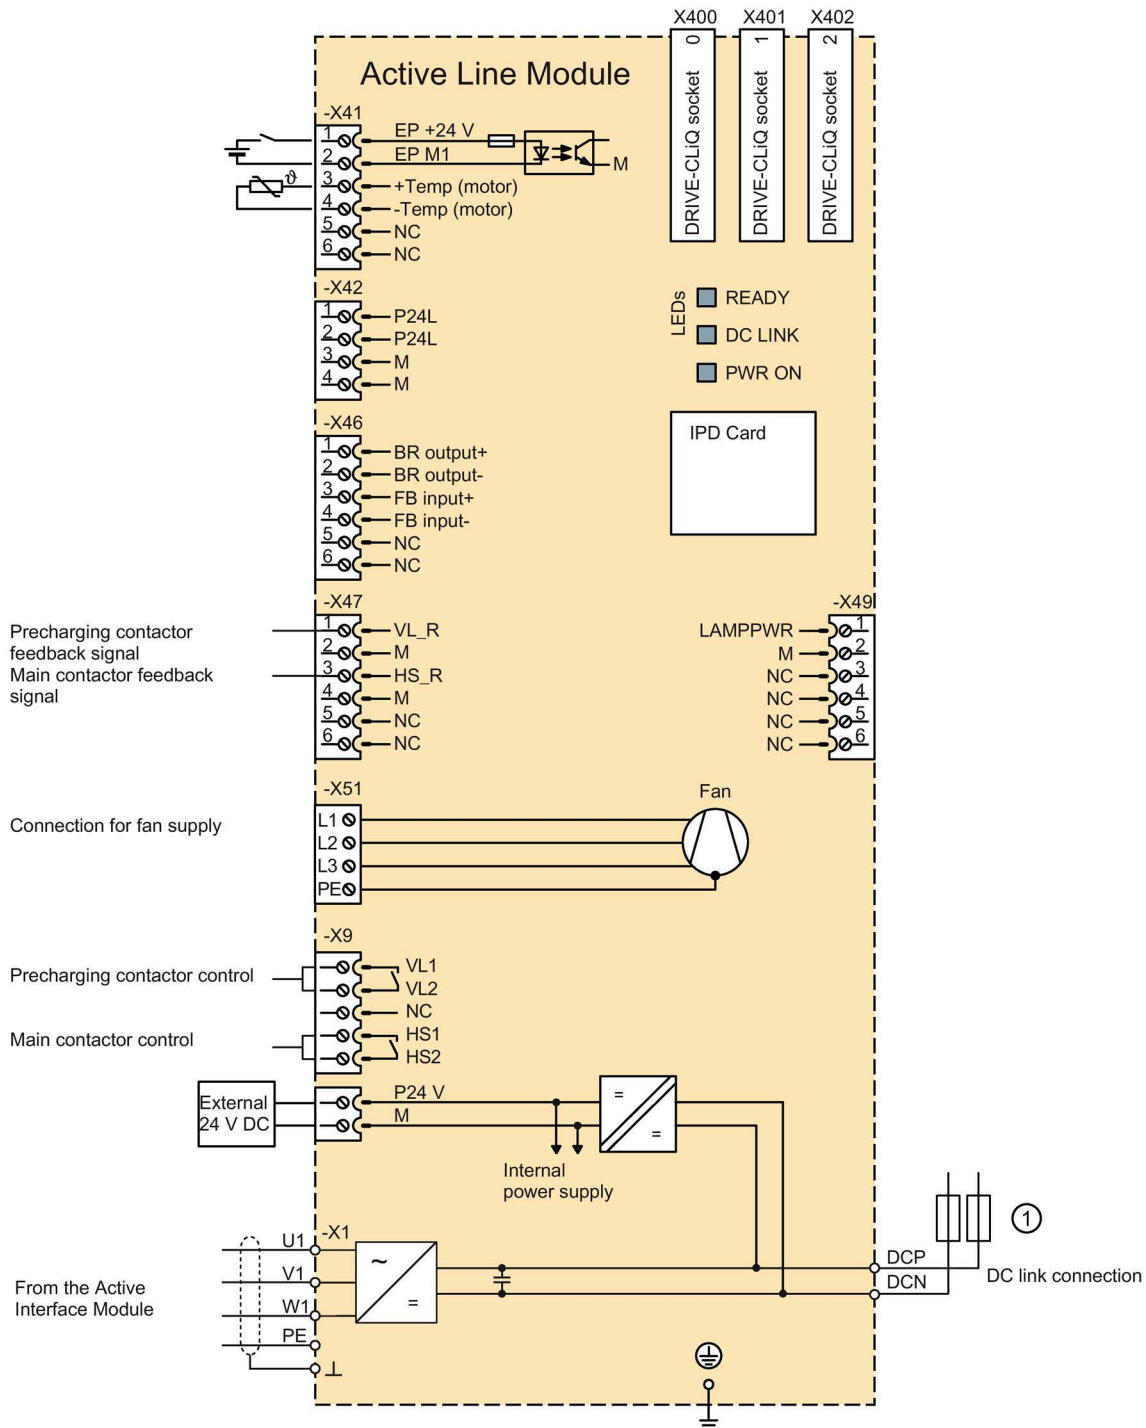 X400 X401 X402
Active Line Module
0 1 2
DRIVE-CLiQ socket
DRIVE-CLiQ socket
DRIVE-CLiQ socket
-X41
1 EP +24 V
2 EP M1
M
ϑ
3 +Temp (motor)
4 -Temp (motor)
5 NC
6 NC
-X42
1 P24L
2 P24L
3 M
4 M
LEDs
READY
DC LINK
PWR ON
IPD Card
-X46
1 BR output+
2 BR output-
3 FB input+
4 FB input-
5 NC
6 NC
-X47
Precharging contactor
feedback signal
Main contactor feedback
signal
1 VL_R
2 M
3 HS_R
4 M
5 NC
6 NC
-X49
LAMPPWR 1
M 2
NC 3
NC 4
NC 5
NC 6
-X51
Connection for fan supply
L1
L2
L3
PE
Fan
-X9
Precharging contactor control
VL1
VL2
NC
Main contactor control
HS1
HS2
External
24 V DC
P24 V
M
=
=
Internal
power supply
1
-X1
U1
V1
W1
PE
From the Active
Interface Module
~
=
DCP
DCN
DC link connection